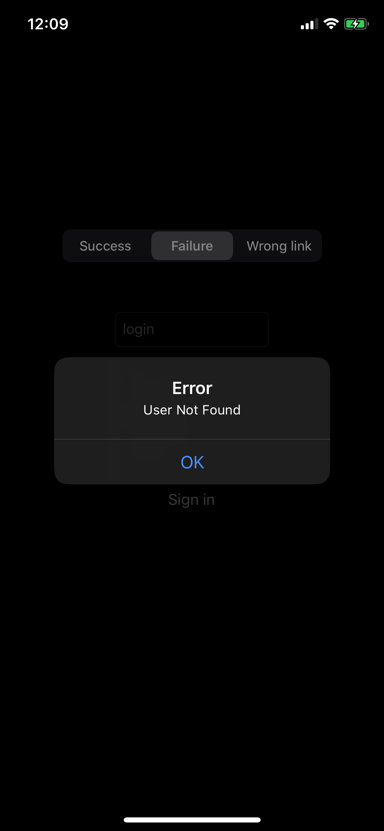 12:09
Success Failure Wrong link
login
Error
User Not Found
OK
Sign in